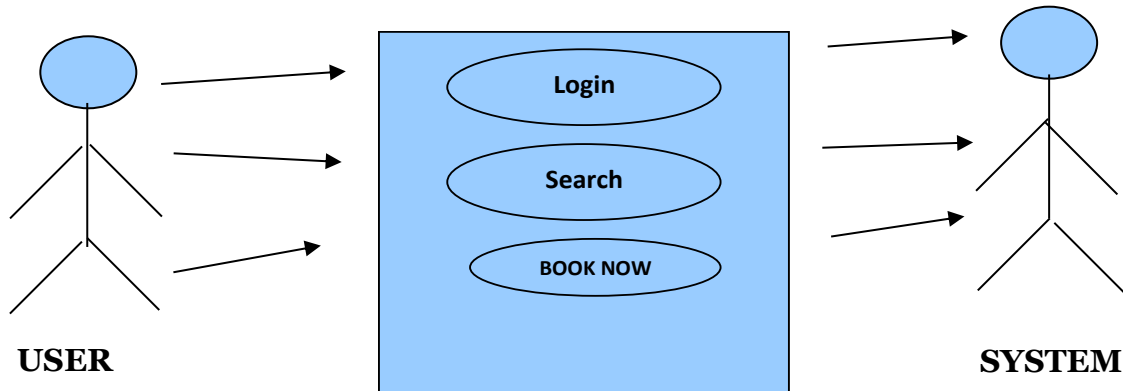 Login
Search
BOOK NOW
USER
SYSTEM